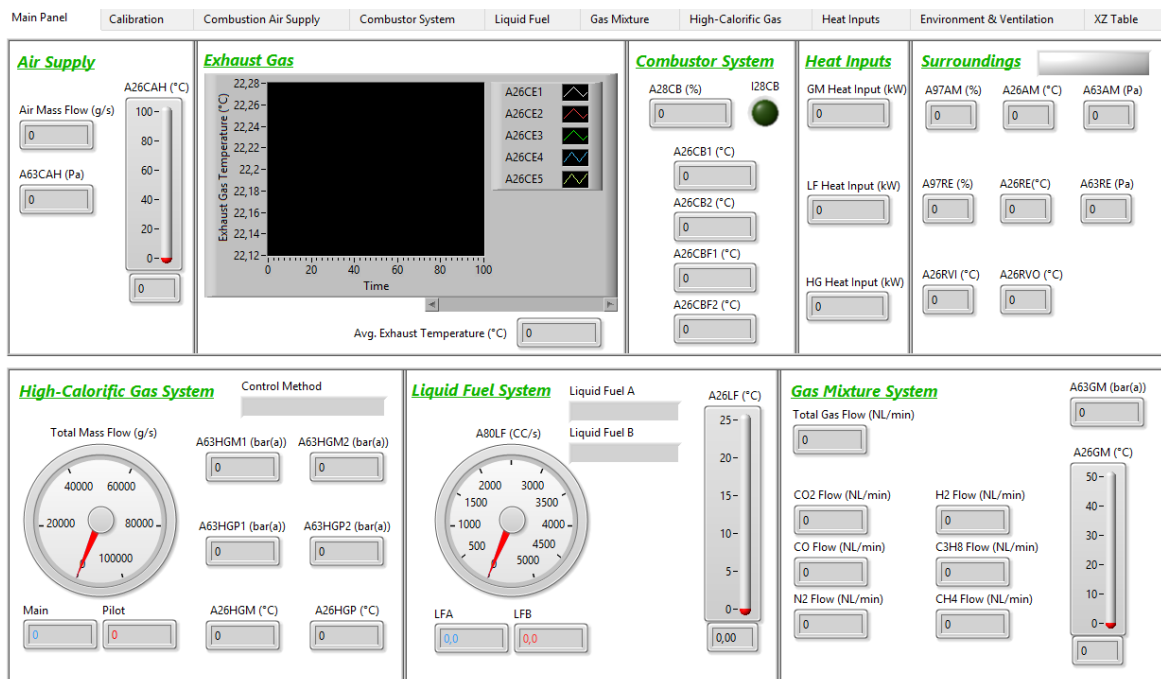 Main Panel
Calibration
Combustion Air Supply
Combustor System
Liquid Fuel
Gas Mixture
High-Calorific Gas
Heat Inputs
Environment & Ventilation
XZ Table
Air Supply
A26CAH (°C)
Air Mass Flow (g/s)
0
A63CAH (Pa)
0
100
80
60
40
20
0
0
Exhaust Gas
Exhaust Gas Temperature (°C)
22,28
22,26
22,24
22,22
22,2
22,18
22,16
22,14
22,12
0 20 40 60 80 100
Time
A26CE1
A26CE2
A26CE3
A26CE4
A26CE5
Avg. Exhaust Temperature (°C)
0
Combustor System
A28CB (%)
0
I28CB
A26CB1 (°C)
0
A26CB2 (°C)
0
A26CBF1 (°C)
0
A26CBF2 (°C)
0
Heat Inputs
GM Heat Input (kW)
0
LF Heat Input (kW)
0
HG Heat Input (kW)
0
Surroundings
A97AM (%) A26AM (°C) A63AM (Pa)
0 0 0
A97RE (%) A26RE(°C) A63RE (Pa)
0 0 0
A26RVI (°C) A26RVO (°C)
0 0
High-Calorific Gas System
Control Method
Total Mass Flow (g/s)
0
20000
40000
60000
80000
100000
Main Pilot
0 0
A63HGM1 (bar(a)) A63HGM2 (bar(a))
0 0
A63HGP1 (bar(a)) A63HGP2 (bar(a))
0 0
A26HGM (°C) A26HGP (°C)
0 0
Liquid Fuel System
Liquid Fuel A
Liquid Fuel B
A80LF (CC/s)
0
500
1000
1500
2000
3000
3500
4000
4500
5000
LFA LFB
0,0 0,0
A26LF (°C)
25
20
15
10
5
0
0,00
Gas Mixture System
Total Gas Flow (NL/min)
0
A63GM (bar(a))
0
CO2 Flow (NL/min) H2 Flow (NL/min)
0 0
CO Flow (NL/min) C3H8 Flow (NL/min)
0 0
N2 Flow (NL/min) CH4 Flow (NL/min)
0 0
A26GM (°C)
50
40
30
20
10
0
0